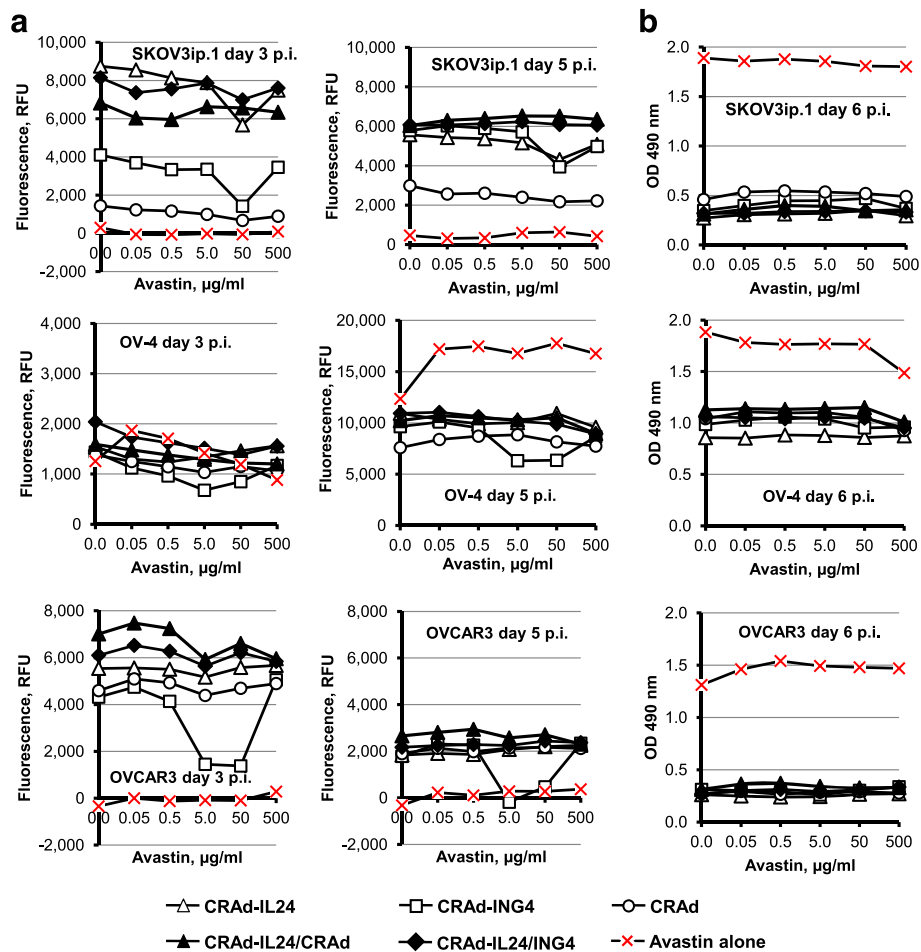 a
b
10,000
8,000
6,000
4,000
2,000
0
−2,000
Fluorescence, RFU
SKOV3ip.1 day 3 p.i.
0.0 0.05 0.5 5.0 50 500
Avastin, µg/ml
10,000
9,000
8,000
7,000
6,000
5,000
4,000
3,000
2,000
1,000
0
Fluorescence, RFU
SKOV3ip.1 day 5 p.i.
0.0 0.05 0.5 5.0 50 500
Avastin, µg/ml
2.0
1.5
1.0
0.5
0.0
OD 490 nm
SKOV3ip.1 day 6 p.i.
0.0 0.05 0.5 5.0 50 500
Avastin, µg/ml
4,000
3,000
2,000
1,000
0
Fluorescence, RFU
OV-4 day 3 p.i.
0.0 0.05 0.5 5.0 50 500
Avastin, µg/ml
20,000
15,000
10,000
5,000
0
Fluorescence, RFU
OV-4 day 5 p.i.
0.0 0.05 0.5 5.0 50 500
Avastin, µg/ml
2.0
1.5
1.0
0.5
0.0
OD 490 nm
OV-4 day 6 p.i.
0.0 0.05 0.5 5.0 50 500
Avastin, µg/ml
8,000
6,000
4,000
2,000
0
−2,000
Fluorescence, RFU
OVCAR3 day 3 p.i.
0.0 0.05 0.5 5.0 50 500
Avastin, µg/ml
8,000
6,000
4,000
2,000
0
−2,000
Fluorescence, RFU
OVCAR3 day 5 p.i.
0.0 0.05 0.5 5.0 50 500
Avastin, µg/ml
2.0
1.5
1.0
0.5
0.0
OD 490 nm
OVCAR3 day 6 p.i.
0.0 0.05 0.5 5.0 50 500
Avastin, µg/ml
CRAd-IL24 CRAd-ING4 CRAd
CRAd-IL24/CRAd CRAd-IL24/ING4 Avastin alone